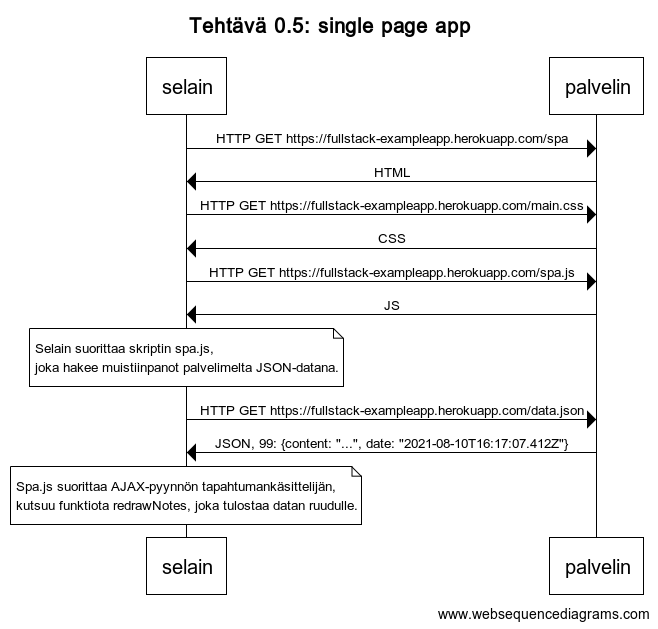 Tehtävä 0.5: single page app
selain palvelin
HTTP GET https://fullstack-exampleapp.herokuapp.com/spa
HTML
HTTP GET https://fullstack-exampleapp.herokuapp.com/main.css
CSS
HTTP GET https://fullstack-exampleapp.herokuapp.com/spa.js
JS
Selain suorittaa skriptin spa.js,
joka hakee muistiinpanot palvelimelta JSON-datana.
HTTP GET https://fullstack-exampleapp.herokuapp.com/data.json
JSON, 99: {content: "...", date: "2021-08-10T16:17:07.412Z"}
Spa.js suorittaa AJAX-pyynnön tapahtumankäsittelijän,
kutsuu funktiota redrawNotes, joka tulostaa datan ruudulle.
selain palvelin
www.websequencediagrams.com